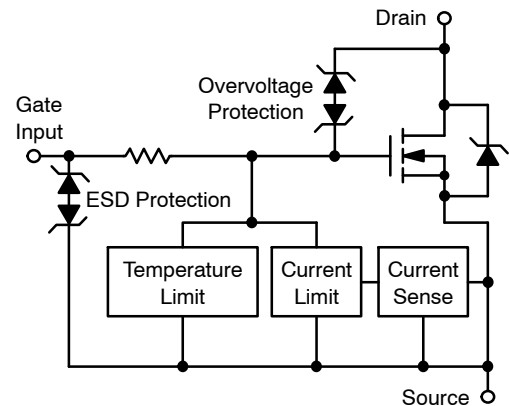 Drain
Overvoltage
Protection
Gate
Input
ESD Protection
Temperature
Limit
Current
Limit
Current
Sense
Source